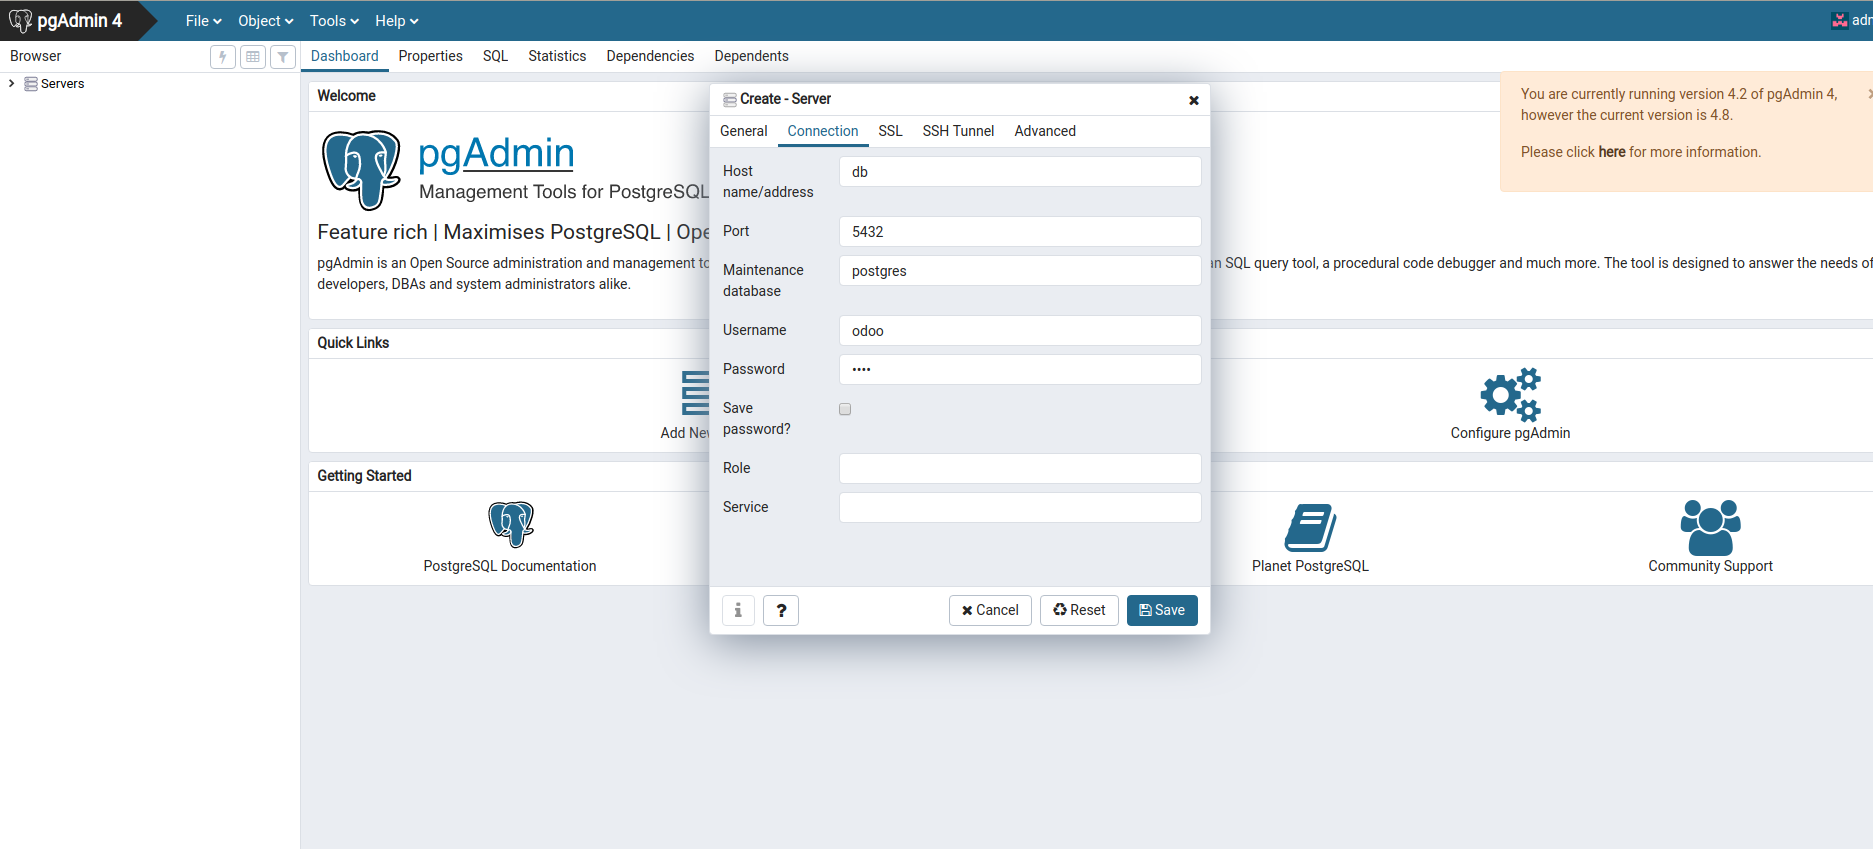 pgAdmin 4
File
Object
Tools
Help
Browser
Dashboard
Properties
SQL
Statistics
Dependencies
Dependents
Servers
Welcome
pgAdmin
Management Tools for PostgreSQL
Feature rich | Maximises PostgreSQL | Ope
pgAdmin is an Open Source administration and management to
an SQL query tool, a procedural code debugger and much more. The tool is designed to answer the needs of
developers, DBAs and system administrators alike.
Quick Links
Add Nev
Configure pgAdmin
Getting Started
PostgreSQL Documentation
Planet PostgreSQL
Community Support
Create - Server
General
Connection
SSL
SSH Tunnel
Advanced
Host
name/address
db
Port
5432
Maintenance
database
postgres
Username
odoo
Password
••••
Save
password?
Role
Service
i
?
Cancel
Reset
Save
You are currently running version 4.2 of pgAdmin 4,
however the current version is 4.8.
Please click here for more information.